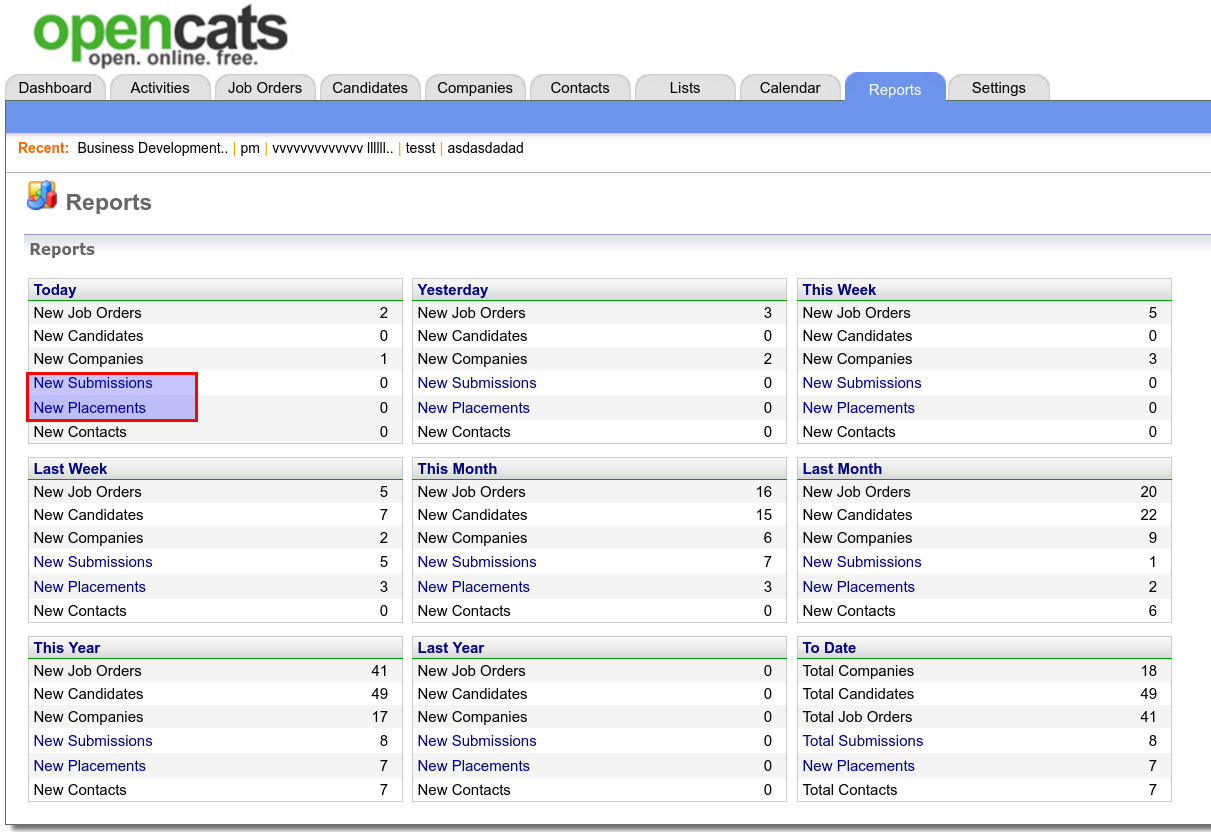 opencats
open. online. free.
Dashboard Activities Job Orders Candidates Companies Contacts Lists Calendar Reports Settings
Recent: Business Development.. | pm | vvvvvvvvvvvvv llllll.. | tesst | asdasdadad
Reports
Reports
Today
New Job Orders 2
New Candidates 0
New Companies 1
New Submissions 0
New Placements 0
New Contacts 0
Yesterday
New Job Orders 3
New Candidates 0
New Companies 2
New Submissions 0
New Placements 0
New Contacts 0
This Week
New Job Orders 5
New Candidates 0
New Companies 3
New Submissions 0
New Placements 0
New Contacts 0
Last Week
New Job Orders 5
New Candidates 7
New Companies 2
New Submissions 5
New Placements 3
New Contacts 0
This Month
New Job Orders 16
New Candidates 15
New Companies 6
New Submissions 7
New Placements 3
New Contacts 0
Last Month
New Job Orders 20
New Candidates 22
New Companies 9
New Submissions 1
New Placements 2
New Contacts 6
This Year
New Job Orders 41
New Candidates 49
New Companies 17
New Submissions 8
New Placements 7
New Contacts 7
Last Year
New Job Orders 0
New Candidates 0
New Companies 0
New Submissions 0
New Placements 0
New Contacts 0
To Date
Total Companies 18
Total Candidates 49
Total Job Orders 41
Total Submissions 8
New Placements 7
Total Contacts 7